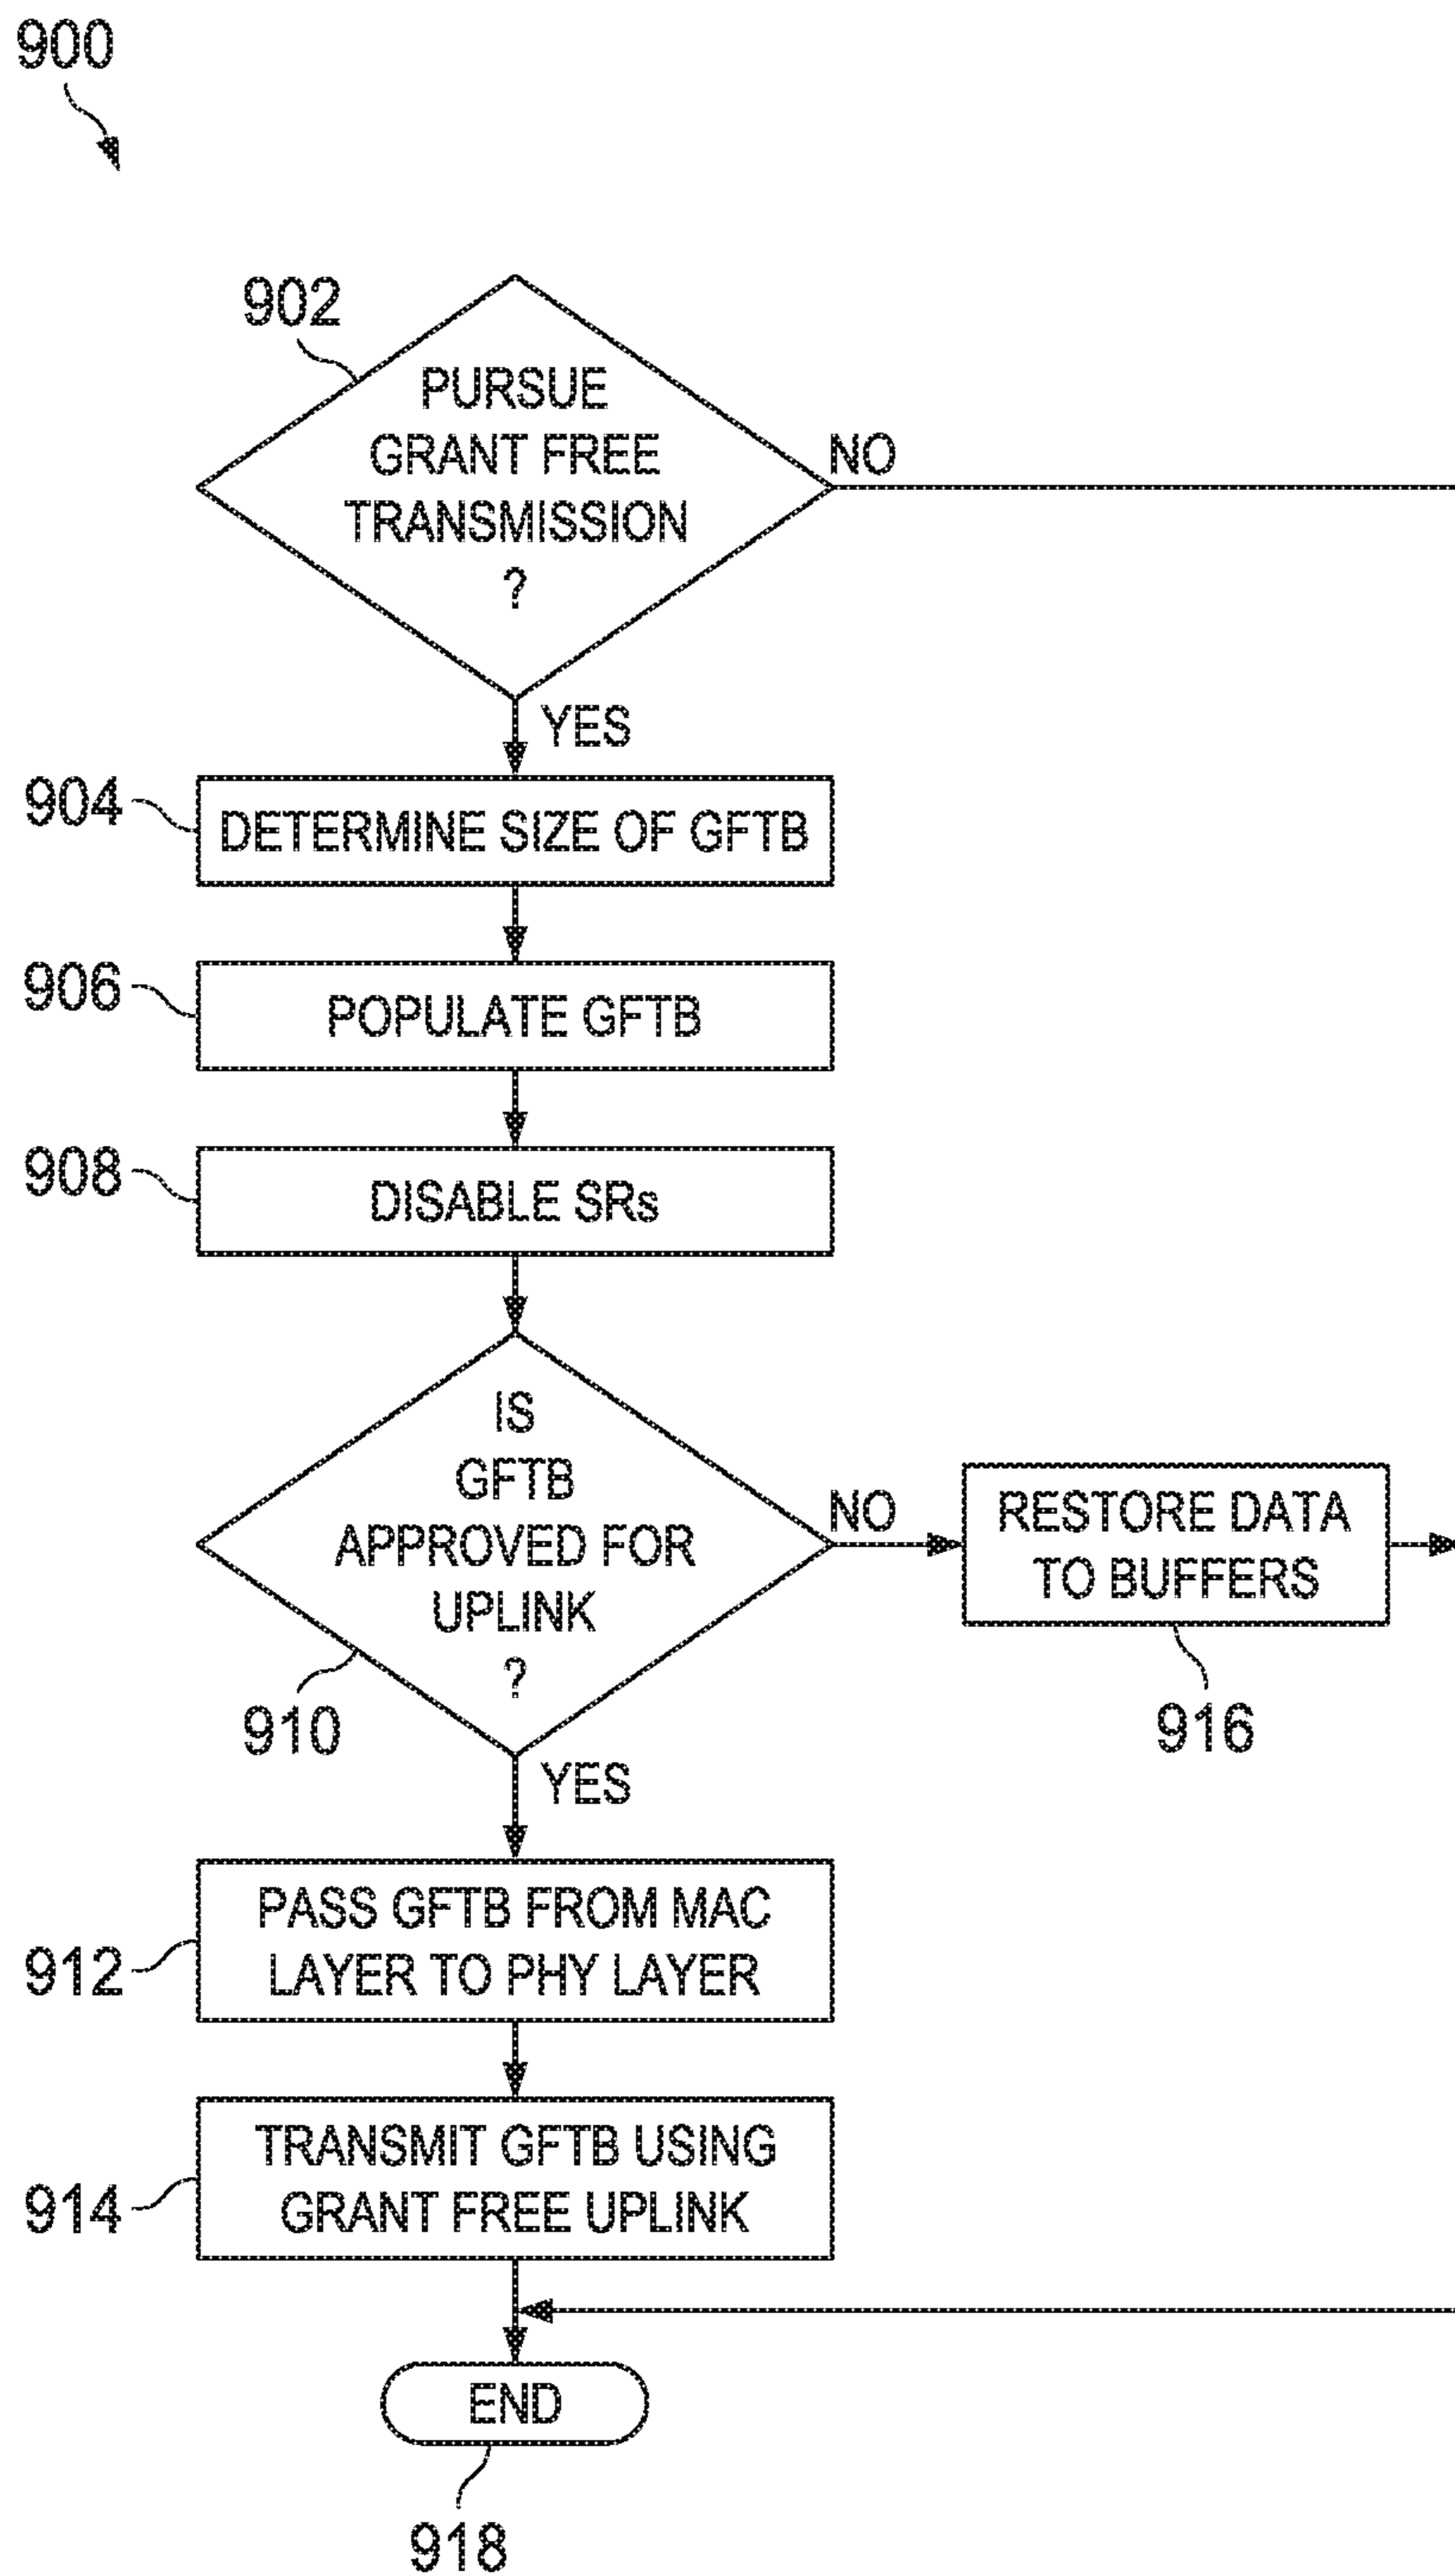 900
902
PURSUE
GRANT FREE
TRANSMISSION
?
NO
YES
904
DETERMINE SIZE OF GFTB
906
POPULATE GFTB
908
DISABLE SRs
IS
GFTB
APPROVED FOR
UPLINK
?
910
NO
RESTORE DATA
TO BUFFERS
916
YES
912
PASS GFTB FROM MAC
LAYER TO PHY LAYER
914
TRANSMIT GFTB USING
GRANT FREE UPLINK
END
918